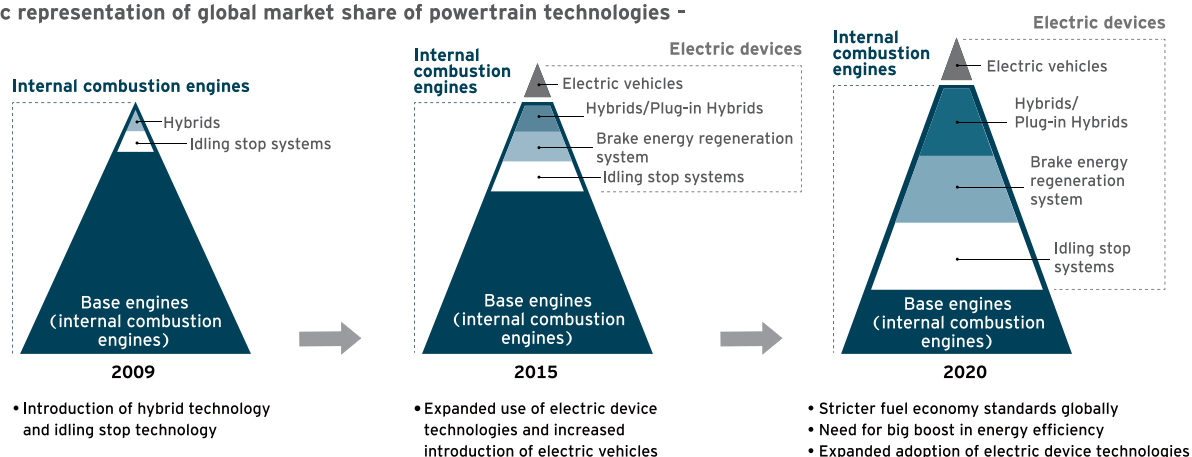 c representation of global market share of powertrain technologies –
Internal combustion engines
Hybrids
Idling stop systems
Base engines
(internal combustion
engines)
2009
• Introduction of hybrid technology
and idling stop technology
Internal
combustion
engines
Electric devices
Electric vehicles
Hybrids/Plug-in Hybrids
Brake energy regeneration
system
Idling stop systems
Base engines
(internal combustion
engines)
2015
• Expanded use of electric device
technologies and increased
introduction of electric vehicles
Internal
combustion
engines
Electric devices
Electric vehicles
Hybrids/
Plug-in Hybrids
Brake energy
regeneration
system
Idling stop
systems
Base engines
(internal combustion
engines)
2020
• Stricter fuel economy standards globally
• Need for big boost in energy efficiency
• Expanded adoption of electric device technologies